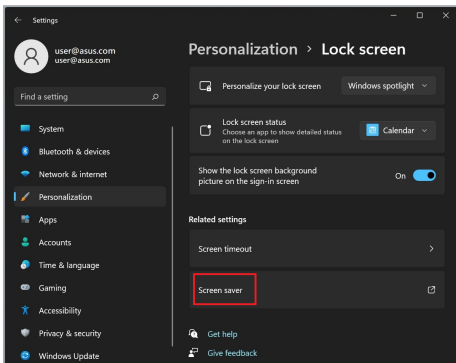 Settings
user@asus.com
user@asus.com
Find a setting
System
Bluetooth & devices
Network & internet
Personalization
Apps
Accounts
Time & language
Gaming
Accessibility
Privacy & security
Windows Update
Personalization > Lock screen
Personalize your lock screen
Windows spotlight
Lock screen status
Choose an app to show detailed status
on the lock screen
Calendar
Show the lock screen background
picture on the sign-in screen
On
Related settings
Screen timeout
Screen saver
Get help
Give feedback